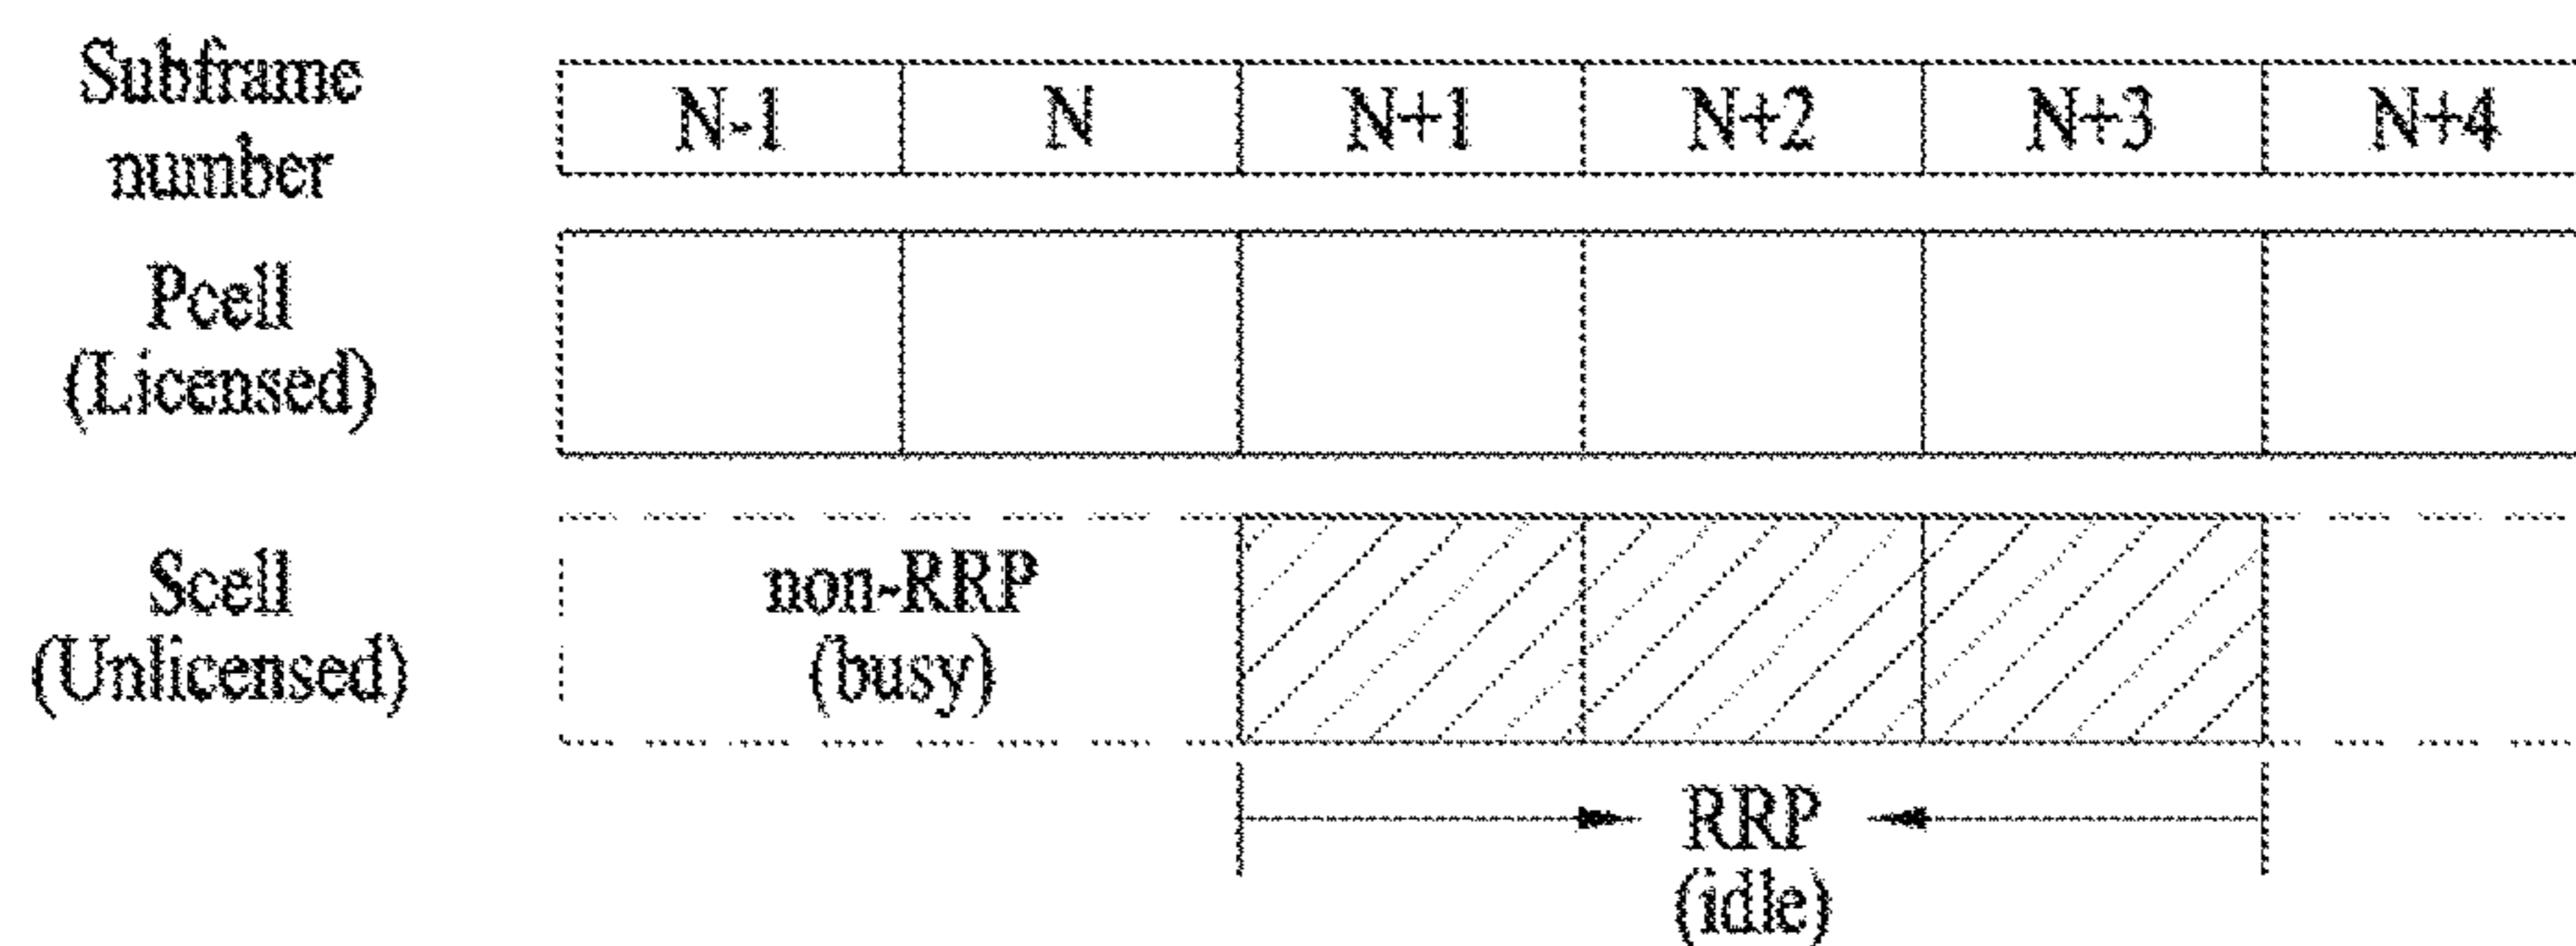 Subframe
number
N-1 N N+1 N+2 N+3 N+4
Pcell
(Licensed)
Scell
(Unlicensed)
non-RRP
(busy)
RRP
(idle)